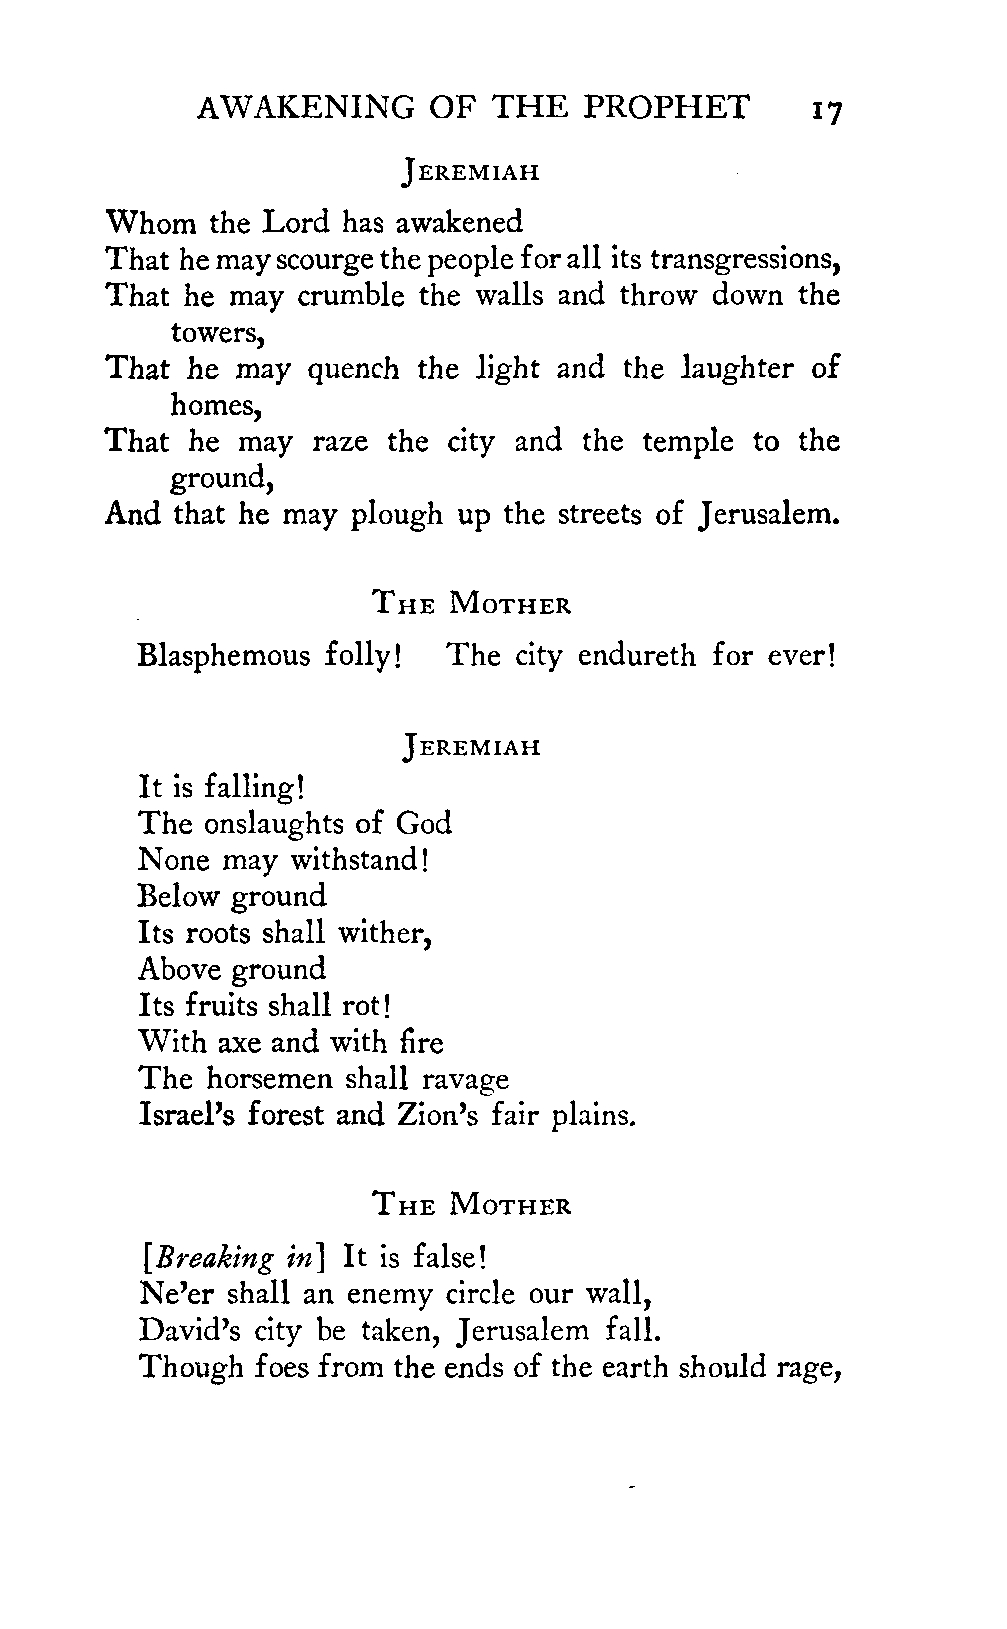 AWAKENING OF THE PROPHET 17
JEREMIAH
Whom the Lord has awakened
That he may scourge the people for all its transgressions,
That he may crumble the walls and throw down the
towers,
That he may quench the light and the laughter of
homes,
That he may raze the city and the temple to the
ground,
And that he may plough up the streets of Jerusalem.
THE MOTHER
Blasphemous folly! The city endureth for ever!
JEREMIAH
It is falling!
The onslaughts of God
None may withstand!
Below ground
Its roots shall wither,
Above ground
Its fruits shall rot!
With axe and with fire
The horsemen shall ravage
Israel's forest and Zion's fair plains.
THE MOTHER
[Breaking in] It is false!
Ne'er shall an enemy circle our wall,
David's city be taken, Jerusalem fall.
Though foes from the ends of the earth should rage,